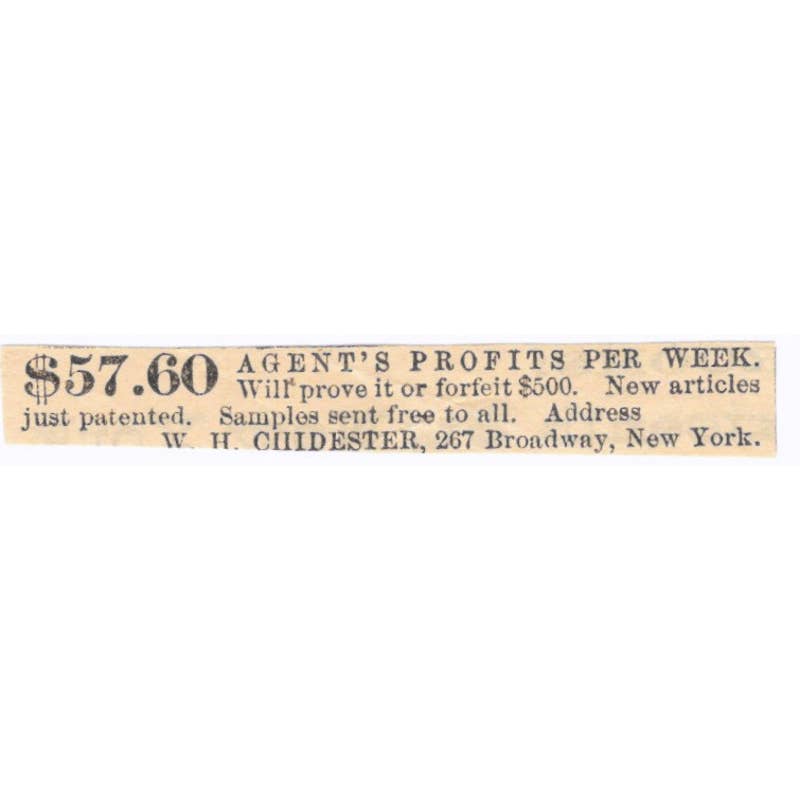 $57.60 AGENT'S PROFITS PER WEEK.
Will prove it or forfeit $500. New articles
just patented. Samples sent free to all. Address
W. H. CHIDESTER, 267 Broadway, New York.